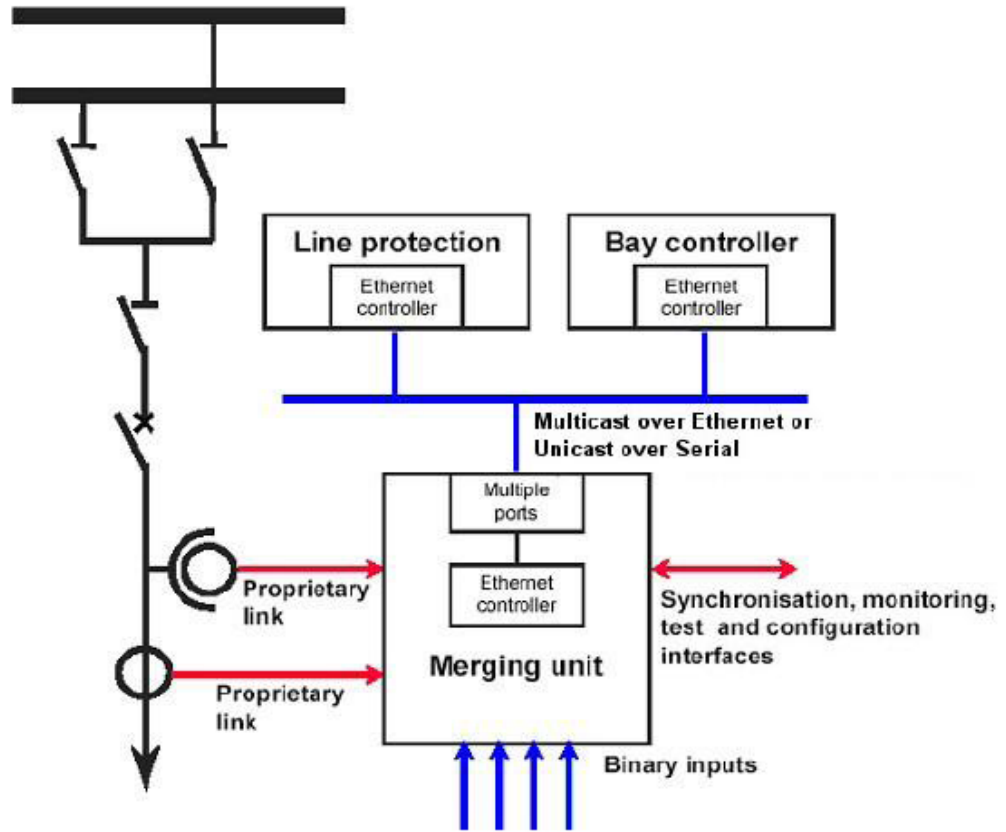 Line protection
Ethernet
controller
Bay controller
Ethernet
controller
Multicast over Ethernet or
Unicast over Serial
Multiple
ports
Ethernet
controller
Merging unit
Proprietary
link
Proprietary
link
Synchronisation, monitoring,
test and configuration
interfaces
Binary inputs